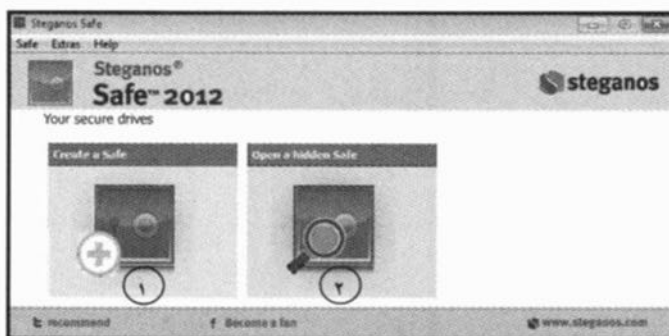 Steganos Safe
Safe Extras Help
Steganos®
Safe™ 2012
steganos
Your secure drives
Create a Safe
Open a hidden Safe
١
٢
recommend
Become a fan
www.steganos.com